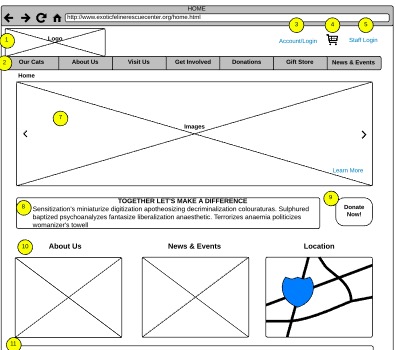 HOME
http://www.exoticfelinerescuecenter.org/home.html
3 4 5
1 Logo Account/Login Staff Login
2 Our Cats About Us Visit Us Get Involved Donations Gift Store News & Events
Home
7
Images
Learn More
TOGETHER LET'S MAKE A DIFFERENCE
8 Sensitization's miniaturize digitization apotheosizing decriminalization colouraturas. Sulphured
baptized psychoanalyzes fantasize liberalization anaesthetic. Terrorizes anaemia politicizes
womanizer's towell
9
Donate
Now!
10 About Us News & Events Location
11